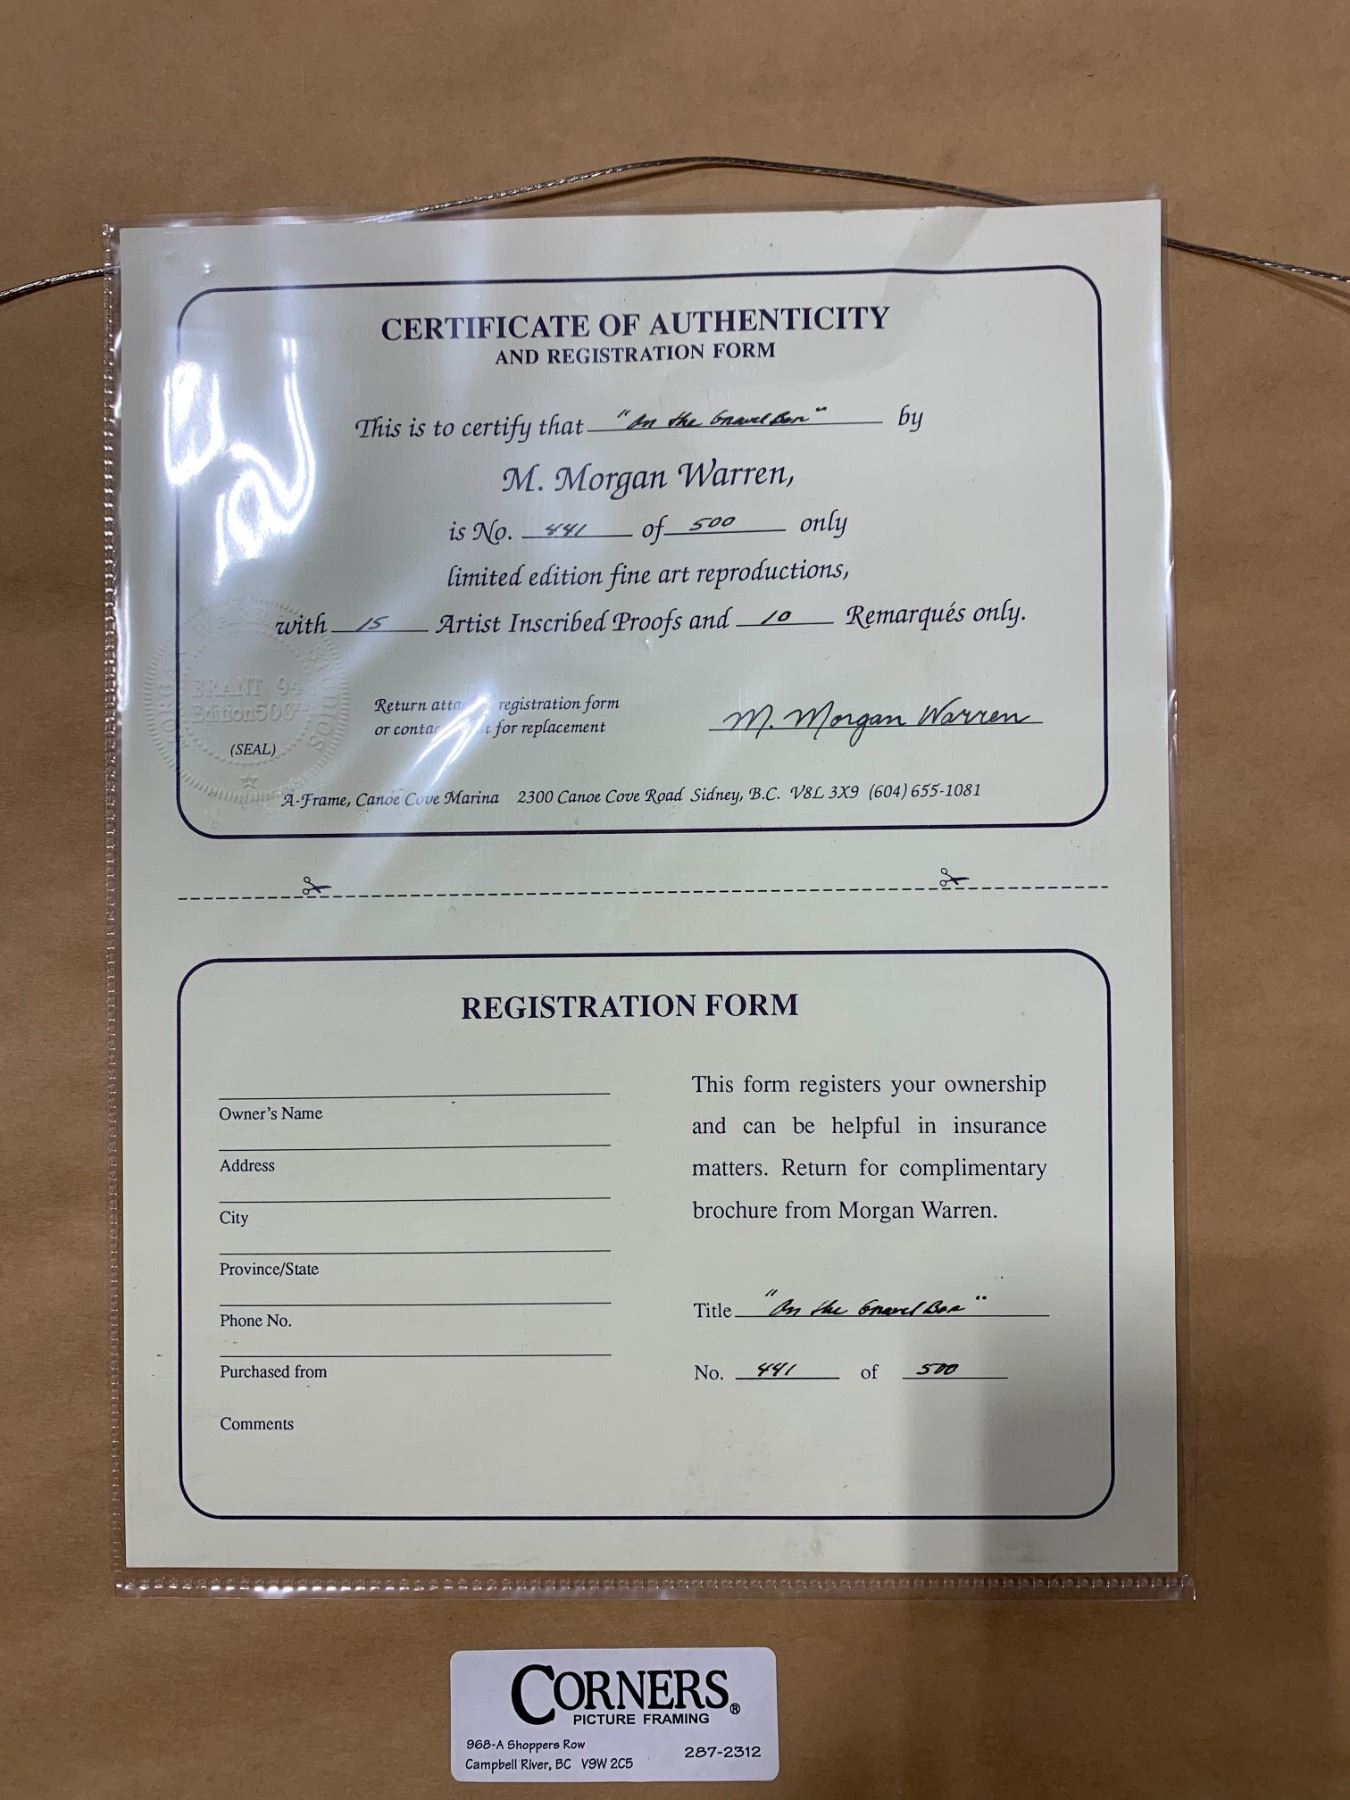 CERTIFICATE OF AUTHENTICITY
AND REGISTRATION FORM
This is to certify that "On the Gravel Bar" by
M. Morgan Warren,
is No. 441 of 500 only
limited edition fine art reproductions,
with 15 Artist Inscribed Proofs and 10 Remarqués only.
MORGAN STUDIOS
BRANT 94
Edition500
(SEAL)
Return registration form
or for replacement
M. Morgan Warren
A-Frame, Canoe Cove Marina 2300 Canoe Cove Road Sidney, B.C. V8L 3X9 (604) 655-1081
REGISTRATION FORM
Owner's Name
Address
City
Province/State
Phone No.
Purchased from
Comments
This form registers your ownership
and can be helpful in insurance
matters. Return for complimentary
brochure from Morgan Warren.
Title "On the Gravel Bar"
No. 441 of 500
CORNERS®
PICTURE FRAMING
968-A Shoppers Row
Campbell River, BC V9W 2C5
287-2312